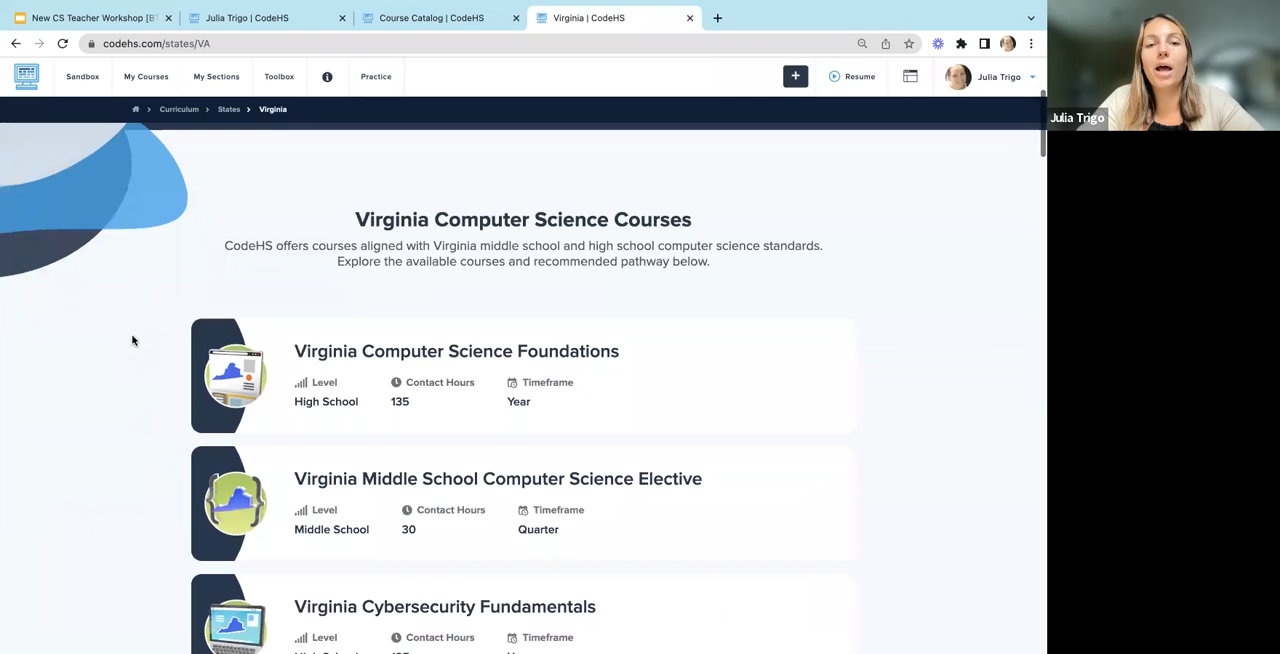 New CS Teacher Workshop [BT
Julia Trigo | CodeHS
Course Catalog | CodeHS
Virginia | CodeHS
codehs.com/states/VA
Sandbox
My Courses
My Sections
Toolbox
Practice
Resume
Julia Trigo
Curriculum > States > Virginia
Julia Trigo
Virginia Computer Science Courses
CodeHS offers courses aligned with Virginia middle school and high school computer science standards.
Explore the available courses and recommended pathway below.
Virginia Computer Science Foundations
Level Contact Hours Timeframe
High School 135 Year
Virginia Middle School Computer Science Elective
Level Contact Hours Timeframe
Middle School 30 Quarter
Virginia Cybersecurity Fundamentals
Level Contact Hours Timeframe